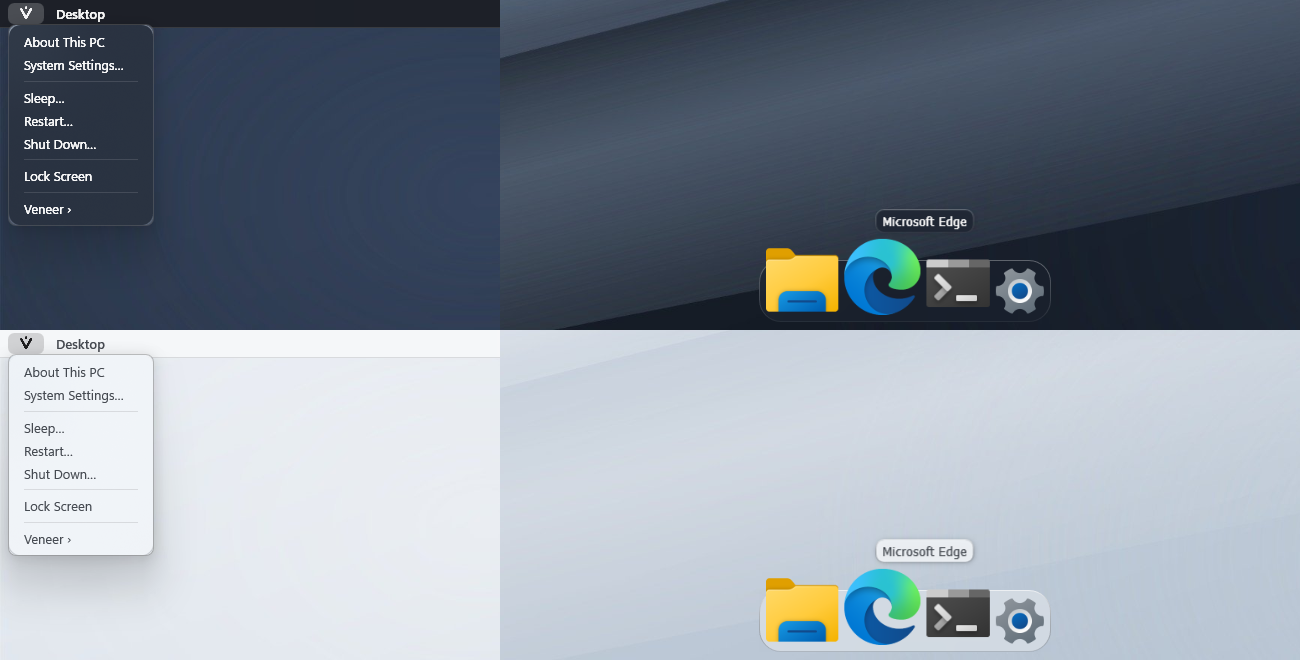 Desktop
About This PC
System Settings...
Sleep...
Restart...
Shut Down...
Lock Screen
Veneer ›
Microsoft Edge
Desktop
About This PC
System Settings...
Sleep...
Restart...
Shut Down...
Lock Screen
Veneer ›
Microsoft Edge